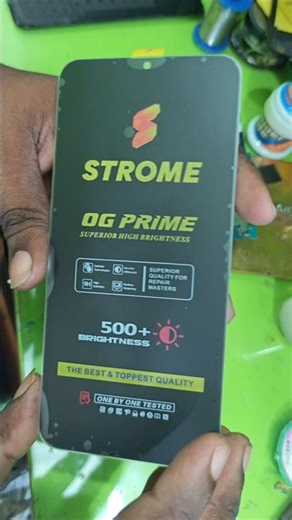 STROME
OG PRIME
SUPERIOR HIGH BRIGHTNESS
SUPERIOR
QUALITY FOR
REPAIR
MASTERS
500+
BRIGHTNESS
THE BEST & TOPPEST QUALITY
ONE BY ONE TESTED